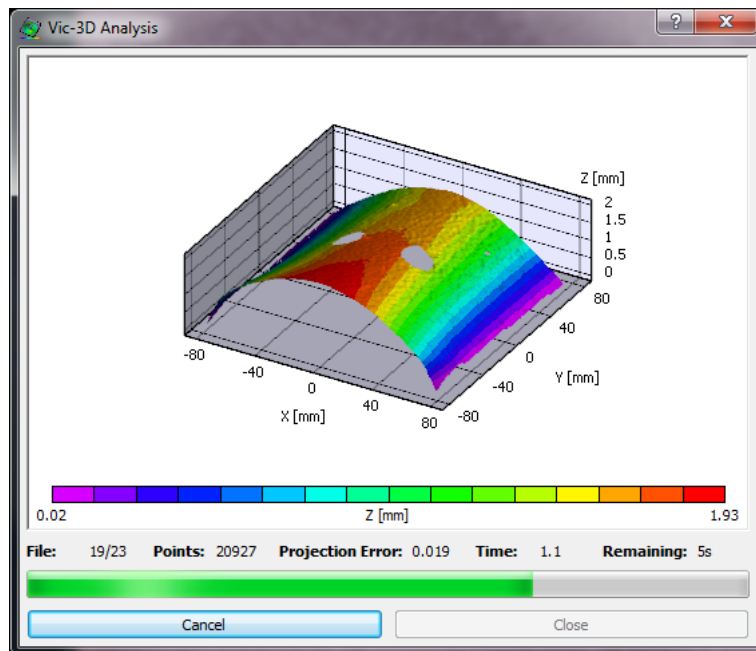 Vic-3D Analysis
?
X
Z [mm]
2
1.5
1
0.5
0
80
40
0
-40
-80
Y [mm]
-80
-40
0
40
80
X [mm]
0.02 Z [mm] 1.93
File: 19/23 Points: 20927 Projection Error: 0.019 Time: 1.1 Remaining: 5s
Cancel Close